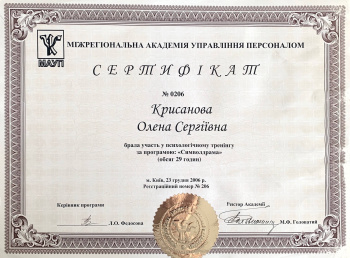 МІЖРЕГІОНАЛЬНА АКАДЕМІЯ УПРАВЛІННЯ ПЕРСОНАЛОМ
МАУП
СЕРТИФІКАТ
№ 0206
Крисанова
Олена Сергіївна
брала участь у психологічному тренінгу
за програмою: «Символдрама»
(обсяг 29 годин)
м. Київ, 23 грудня 2006 р.
Реєстраційний номер № 206
Керівник програми
Ректор Академії
Л.О. Федосова
М.Ф. Головатий